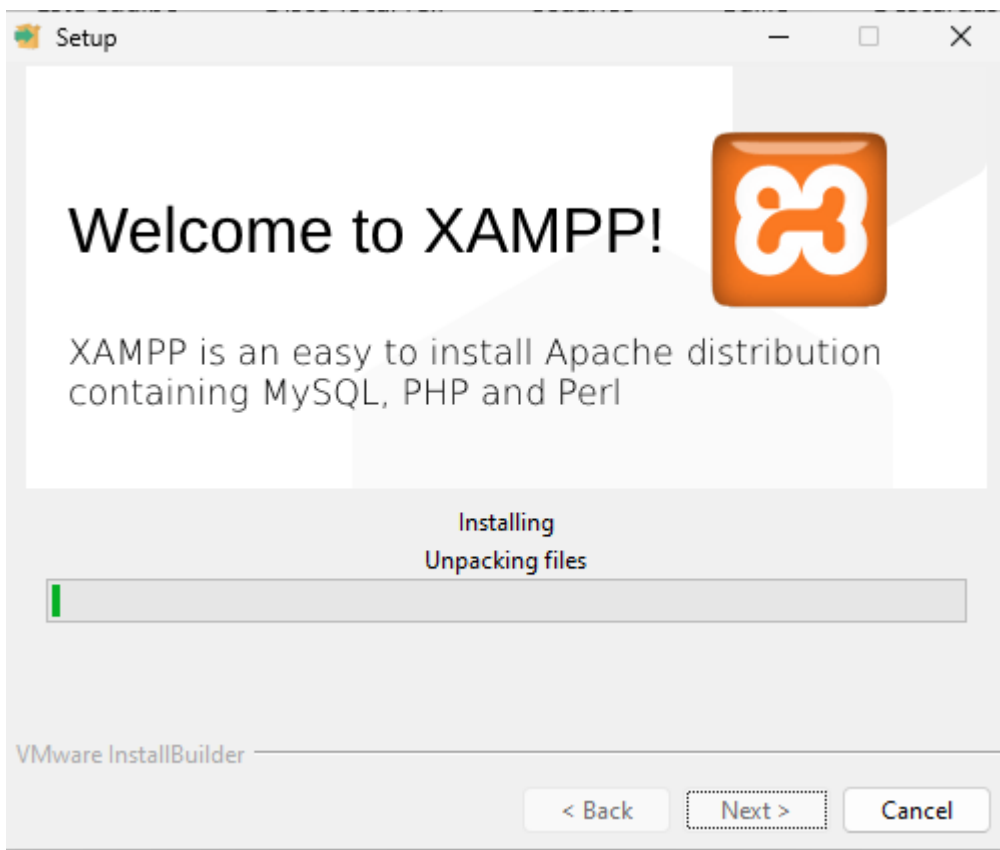 Setup
Welcome to XAMPP!
XAMPP is an easy to install Apache distribution
containing MySQL, PHP and Perl
Installing
Unpacking files
VMware InstallBuilder
< Back
Next >
Cancel